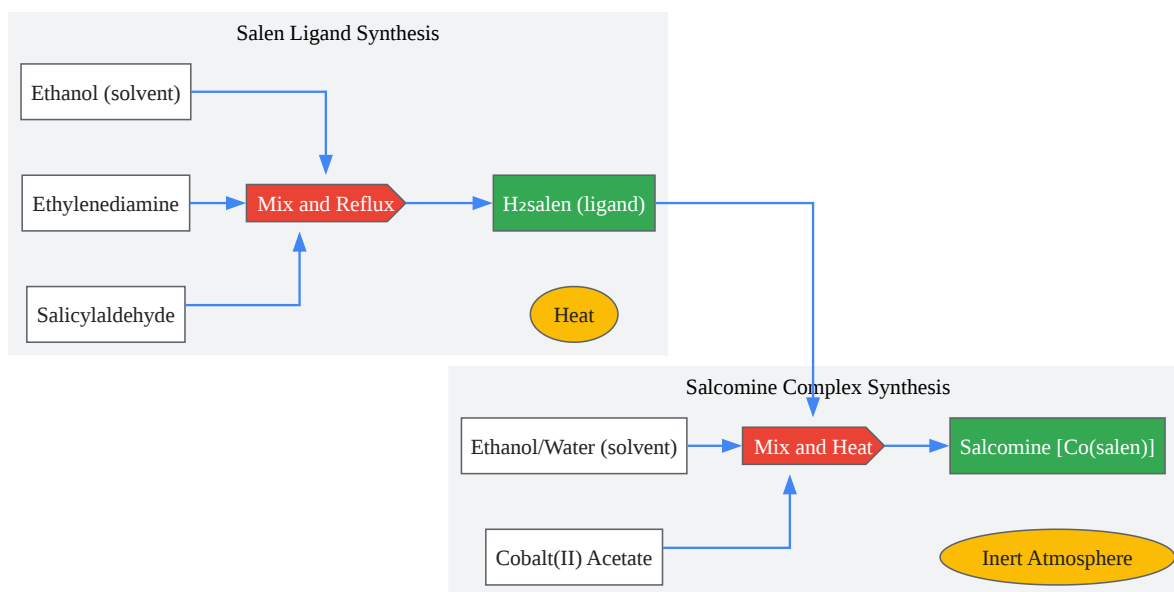 Salen Ligand Synthesis
Ethanol (solvent)
Ethylenediamine
Mix and Reflux
H₂salen (ligand)
Salicylaldehyde
Heat
Salcomine Complex Synthesis
Ethanol/Water (solvent)
Mix and Heat
Salcomine [Co(salen)]
Cobalt(II) Acetate
Inert Atmosphere